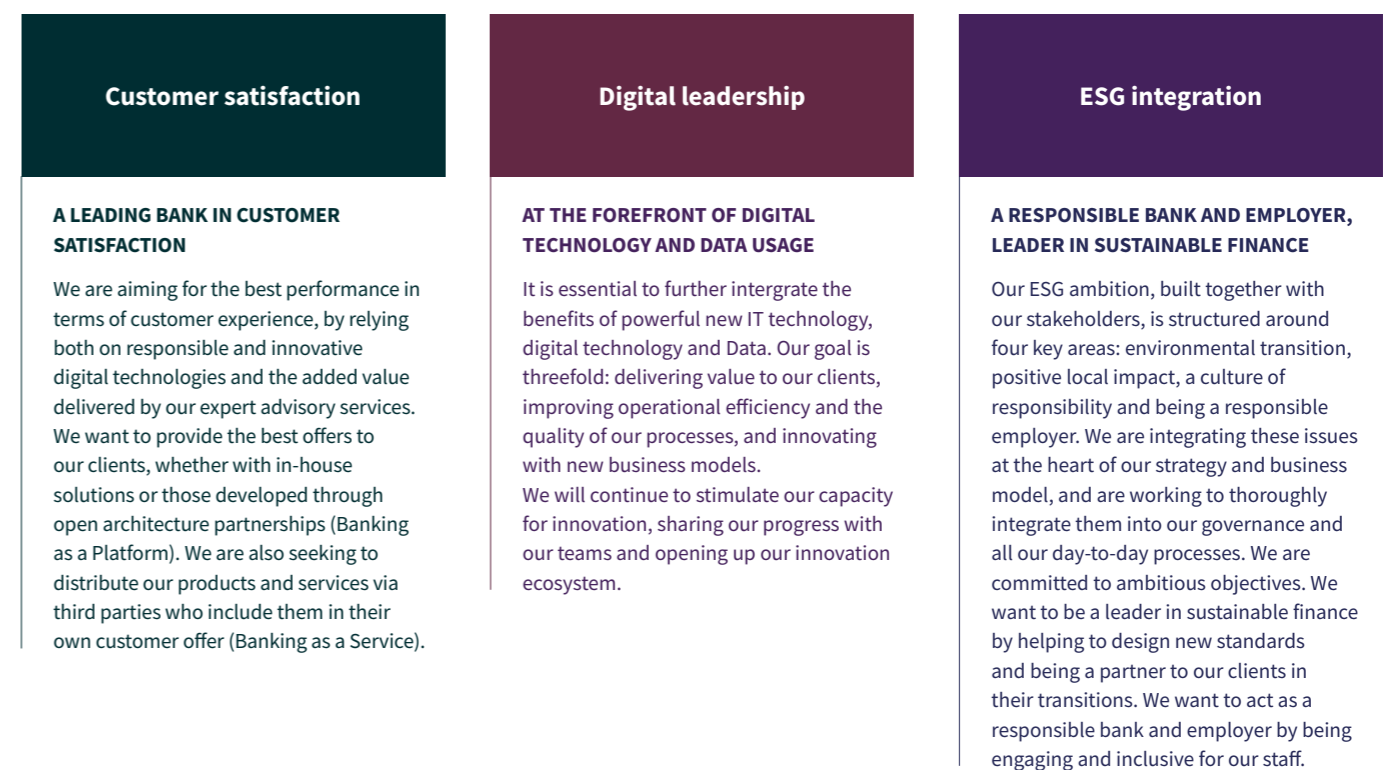 Customer satisfaction
A LEADING BANK IN CUSTOMER
SATISFACTION
We are aiming for the best performance in
terms of customer experience, by relying
both on responsible and innovative
digital technologies and the added value
delivered by our expert advisory services.
We want to provide the best offers to
our clients, whether with in-house
solutions or those developed through
open architecture partnerships (Banking
as a Platform). We are also seeking to
distribute our products and services via
third parties who include them in their
own customer offer (Banking as a Service).
Digital leadership
AT THE FOREFRONT OF DIGITAL
TECHNOLOGY AND DATA USAGE
It is essential to further intergrate the
benefits of powerful new IT technology,
digital technology and Data. Our goal is
threefold: delivering value to our clients,
improving operational efficiency and the
quality of our processes, and innovating
with new business models.
We will continue to stimulate our capacity
for innovation, sharing our progress with
our teams and opening up our innovation
ecosystem.
ESG integration
A RESPONSIBLE BANK AND EMPLOYER,
LEADER IN SUSTAINABLE FINANCE
Our ESG ambition, built together with
our stakeholders, is structured around
four key areas: environmental transition,
positive local impact, a culture of
responsibility and being a responsible
employer. We are integrating these issues
at the heart of our strategy and business
model, and are working to thoroughly
integrate them into our governance and
all our day-to-day processes. We are
committed to ambitious objectives. We
want to be a leader in sustainable finance
by helping to design new standards
and being a partner to our clients in
their transitions. We want to act as a
responsible bank and employer by being
engaging and inclusive for our staff.